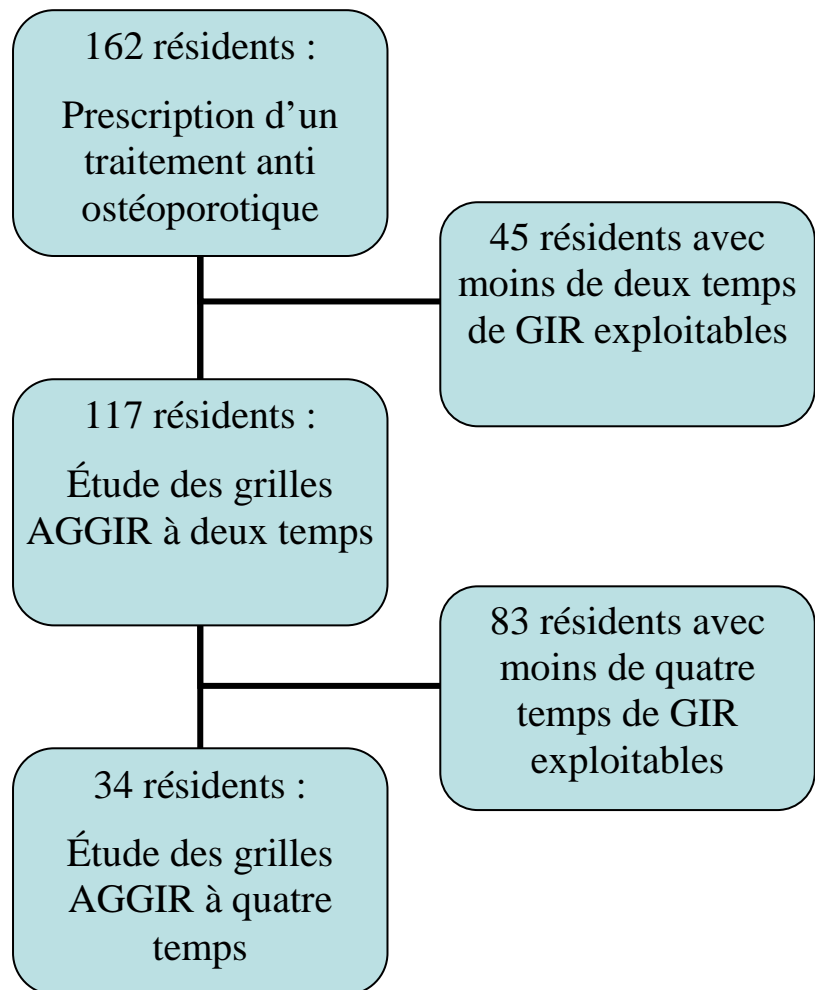 162 résidents :
Prescription d’un
traitement anti
ostéoporotique
45 résidents avec
moins de deux temps
de GIR exploitables
117 résidents :
Étude des grilles
AGGIR à deux temps
83 résidents avec
moins de quatre
temps de GIR
exploitables
34 résidents :
Étude des grilles
AGGIR à quatre
temps